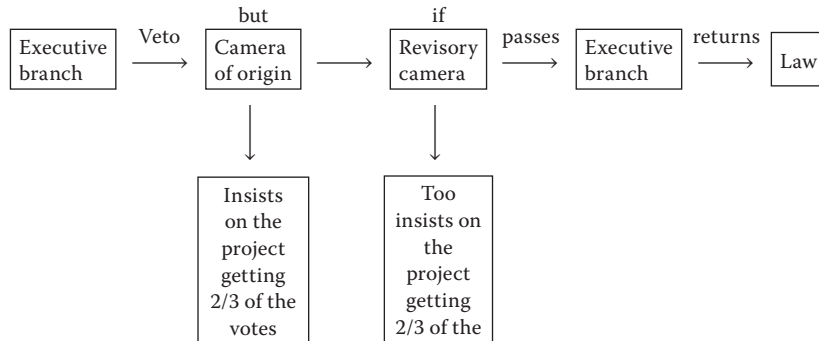 but
if
Executive
branch
Veto
Camera
of origin
Revisory
camera
passes
Executive
branch
returns
Law
Insists
on the
project
getting
2/3 of the
votes
Too
insists on
the
project
getting
2/3 of the